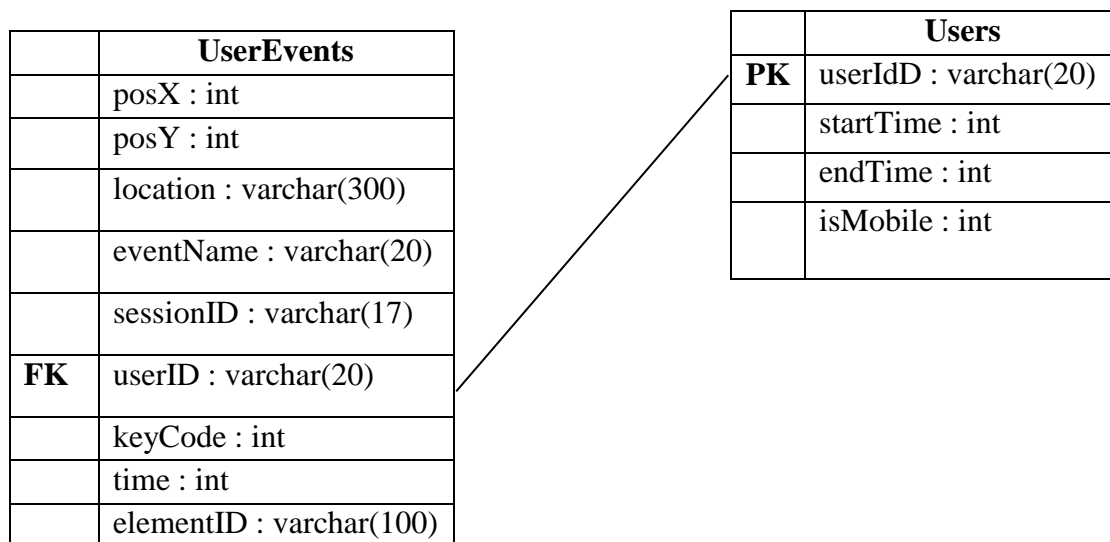 UserEvents
posX : int
posY : int
location : varchar(300)
eventName : varchar(20)
sessionID : varchar(17)
FK userID : varchar(20)
keyCode : int
time : int
elementID : varchar(100)
Users
PK userIdD : varchar(20)
startTime : int
endTime : int
isMobile : int